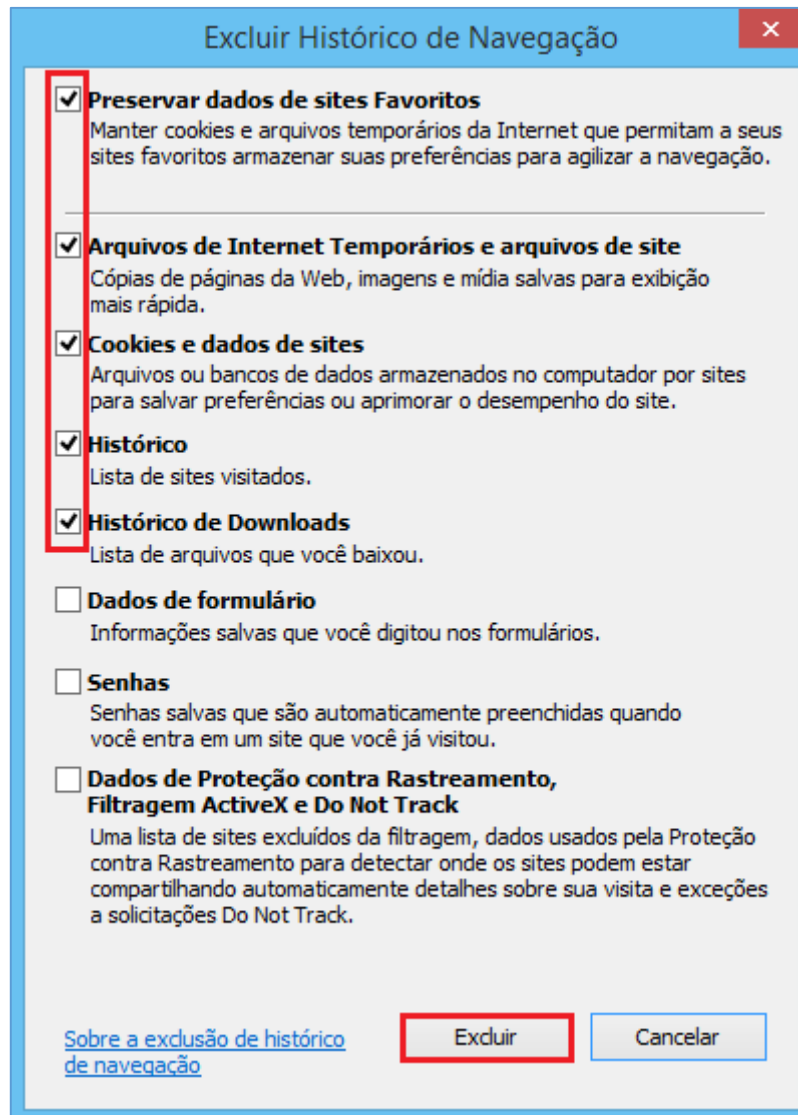 Excluir Histórico de Navegação
Preservar dados de sites Favoritos
Manter cookies e arquivos temporários da Internet que permitam a seus
sites favoritos armazenar suas preferências para agilizar a navegação.
Arquivos de Internet Temporários e arquivos de site
Cópias de páginas da Web, imagens e mídia salvas para exibição
mais rápida.
Cookies e dados de sites
Arquivos ou bancos de dados armazenados no computador por sites
para salvar preferências ou aprimorar o desempenho do site.
Histórico
Lista de sites visitados.
Histórico de Downloads
Lista de arquivos que você baixou.
Dados de formulário
Informações salvas que você digitou nos formulários.
Senhas
Senhas salvas que são automaticamente preenchidas quando
você entra em um site que você já visitou.
Dados de Proteção contra Rastreamento,
Filtragem ActiveX e Do Not Track
Uma lista de sites excluídos da filtragem, dados usados pela Proteção
contra Rastreamento para detectar onde os sites podem estar
compartilhando automaticamente detalhes sobre sua visita e exceções
a solicitações Do Not Track.
Sobre a exclusão de histórico
de navegação
Excluir
Cancelar